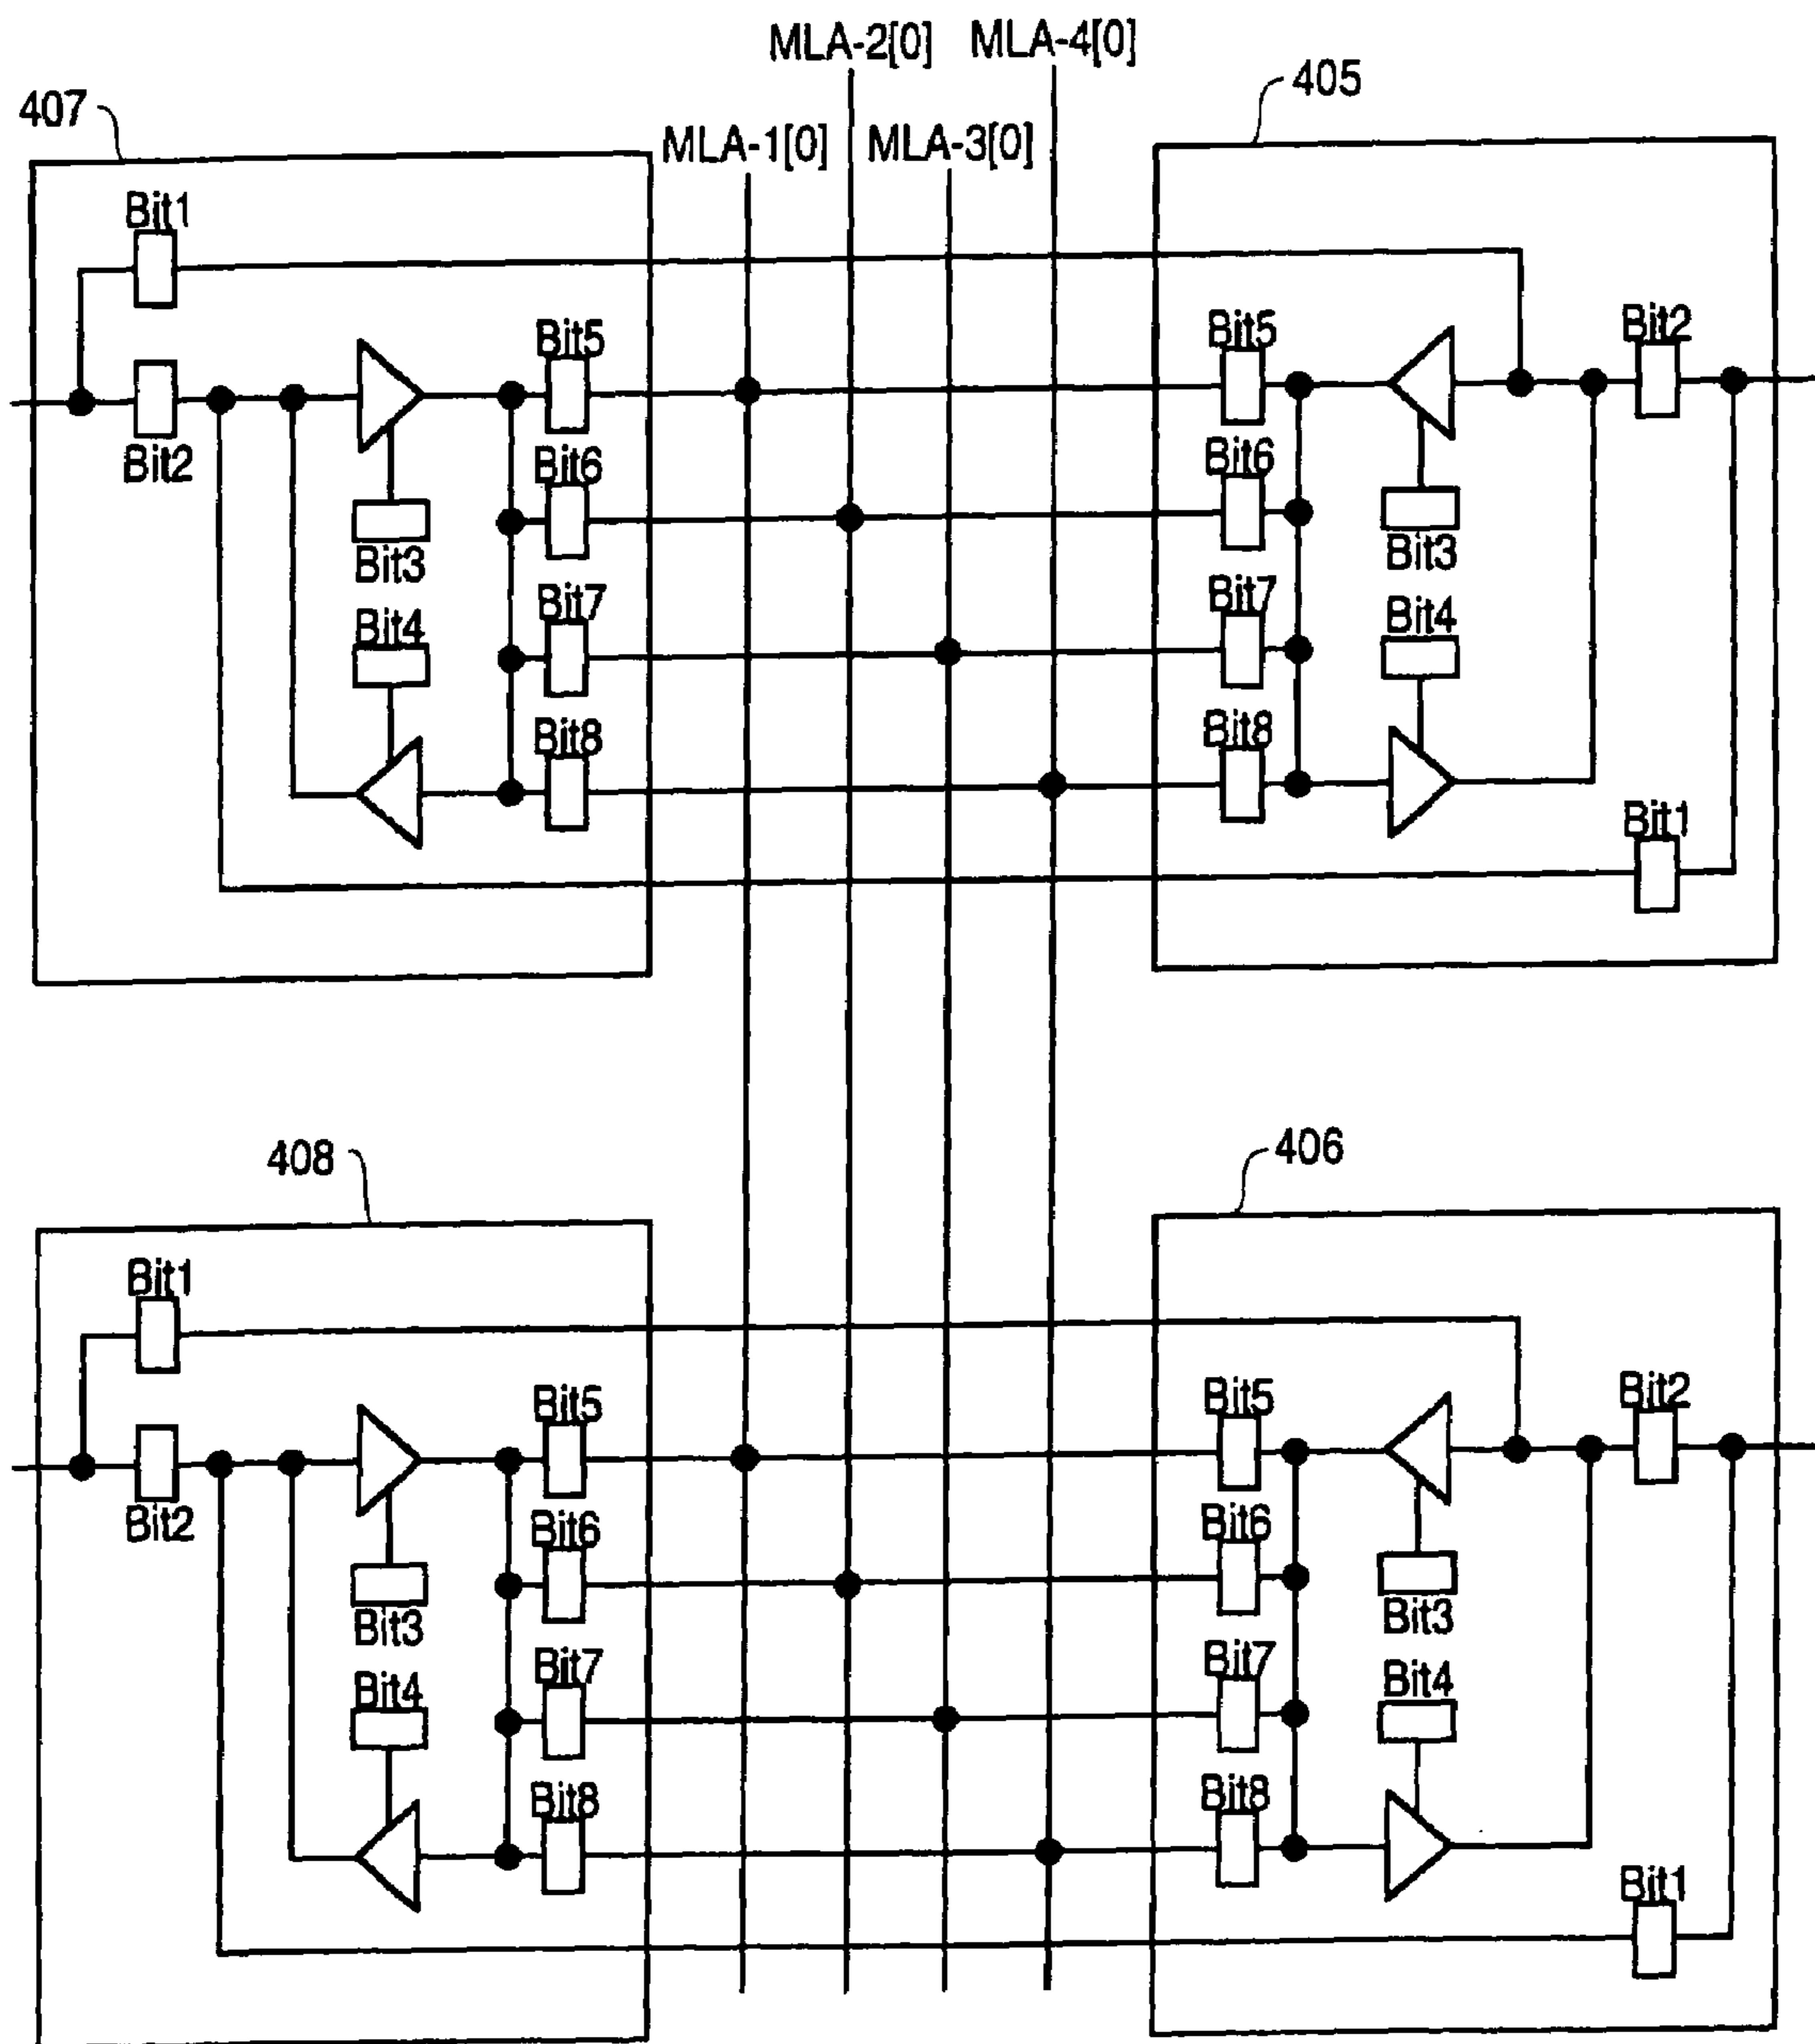 MLA-2[0] MLA-4[0]
407
405
MLA-1[0] MLA-3[0]
Bit1
Bit2
Bit3
Bit4
Bit5
Bit6
Bit7
Bit8
Bit5
Bit6
Bit7
Bit8
Bit2
Bit3
Bit4
Bit1
408
406
Bit1
Bit2
Bit3
Bit4
Bit5
Bit6
Bit7
Bit8
Bit5
Bit6
Bit7
Bit8
Bit2
Bit3
Bit4
Bit1